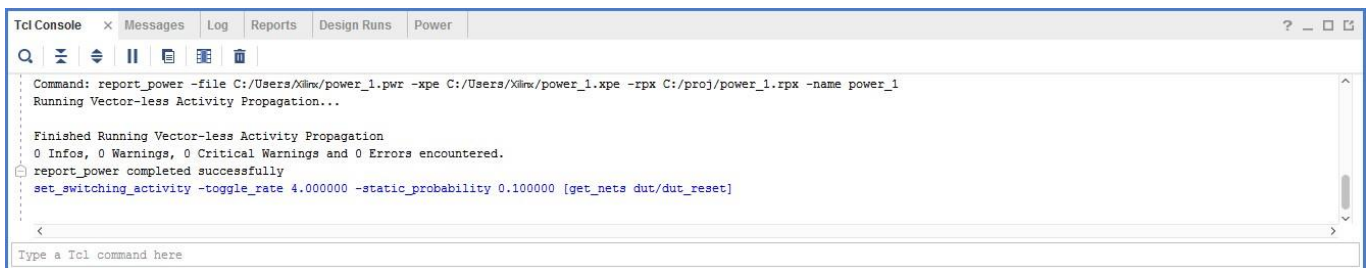 Tcl Console × Messages Log Reports Design Runs Power ?
Command: report_power -file C:/Users/Xilinx/power_1.pwr -xpe C:/Users/Xilinx/power_1.xpe -rpx C:/proj/power_1.rpx -name power_1
Running Vector-less Activity Propagation...
Finished Running Vector-less Activity Propagation
0 Infos, 0 Warnings, 0 Critical Warnings and 0 Errors encountered.
report_power completed successfully
set_switching_activity -toggle_rate 4.000000 -static_probability 0.100000 [get_nets dut/dut_reset]
Type a Tcl command here